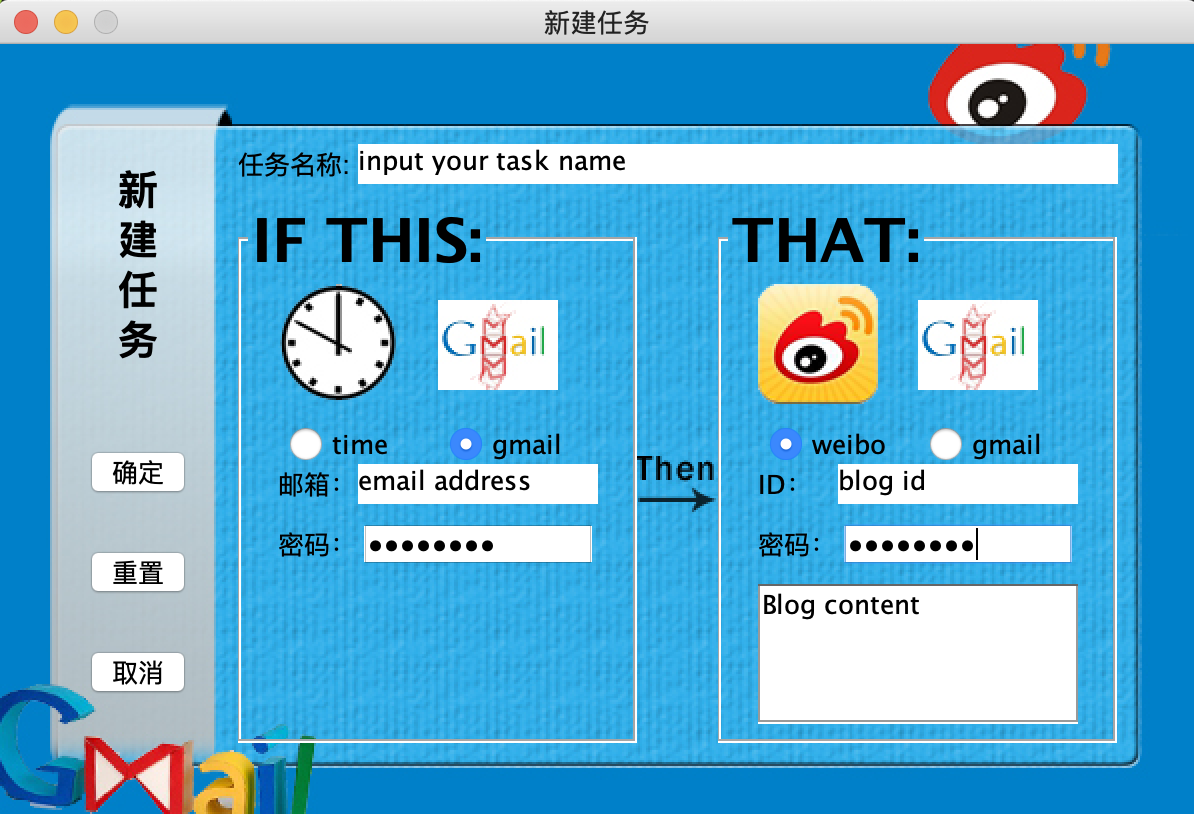 新建任务
新
建
任
务
确定
重置
取消
任务名称: input your task name
IF THIS:
Gmail
time
gmail
邮箱： email address
密码： ●●●●●●●●
Then
THAT:
Gmail
weibo
gmail
ID： blog id
密码： ●●●●●●●●
Blog content
Gmail